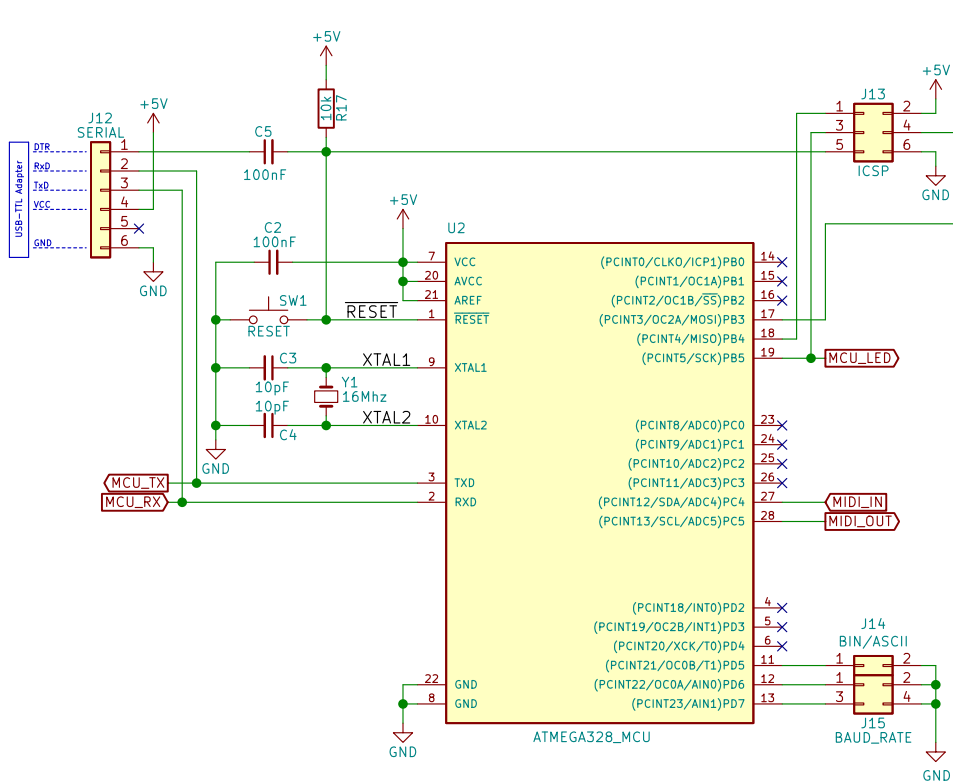 +5V
10k
R17
+5V
J12
SERIAL
USB-TTL Adapter
DTR
RxD
TxD
VCC
GND
1
2
3
4
5
6
GND
C5
100nF
+5V
J13
1
3
5
2
4
6
ICSP
GND
+5V
U2
C2
100nF
SW1
RESET
RESET
C3
10pF
10pF
C4
XTAL1
Y1
16Mhz
XTAL2
GND
MCU_TX
MCU_RX
7 VCC
20 AVCC
21 AREF
1 RESET
9 XTAL1
10 XTAL2
3 TXD
2 RXD
22 GND
8 GND
GND
(PCINT0/CLKO/ICP1)PB0 14
(PCINT1/OC1A)PB1 15
(PCINT2/OC1B/SS)PB2 16
(PCINT3/OC2A/MOSI)PB3 17
(PCINT4/MISO)PB4 18
(PCINT5/SCK)PB5 19
MCU_LED
(PCINT8/ADC0)PC0 23
(PCINT9/ADC1)PC1 24
(PCINT10/ADC2)PC2 25
(PCINT11/ADC3)PC3 26
(PCINT12/SDA/ADC4)PC4 27
MIDI_IN
(PCINT13/SCL/ADC5)PC5 28
MIDI_OUT
(PCINT18/INT0)PD2 4
(PCINT19/OC2B/INT1)PD3 5
(PCINT20/XCK/T0)PD4 6
(PCINT21/OC0B/T1)PD5 11
(PCINT22/OC0A/AIN0)PD6 12
(PCINT23/AIN1)PD7 13
ATMEGA328_MCU
J14
BIN/ASCII
1 2
1 2
3 4
J15
BAUD_RATE
GND